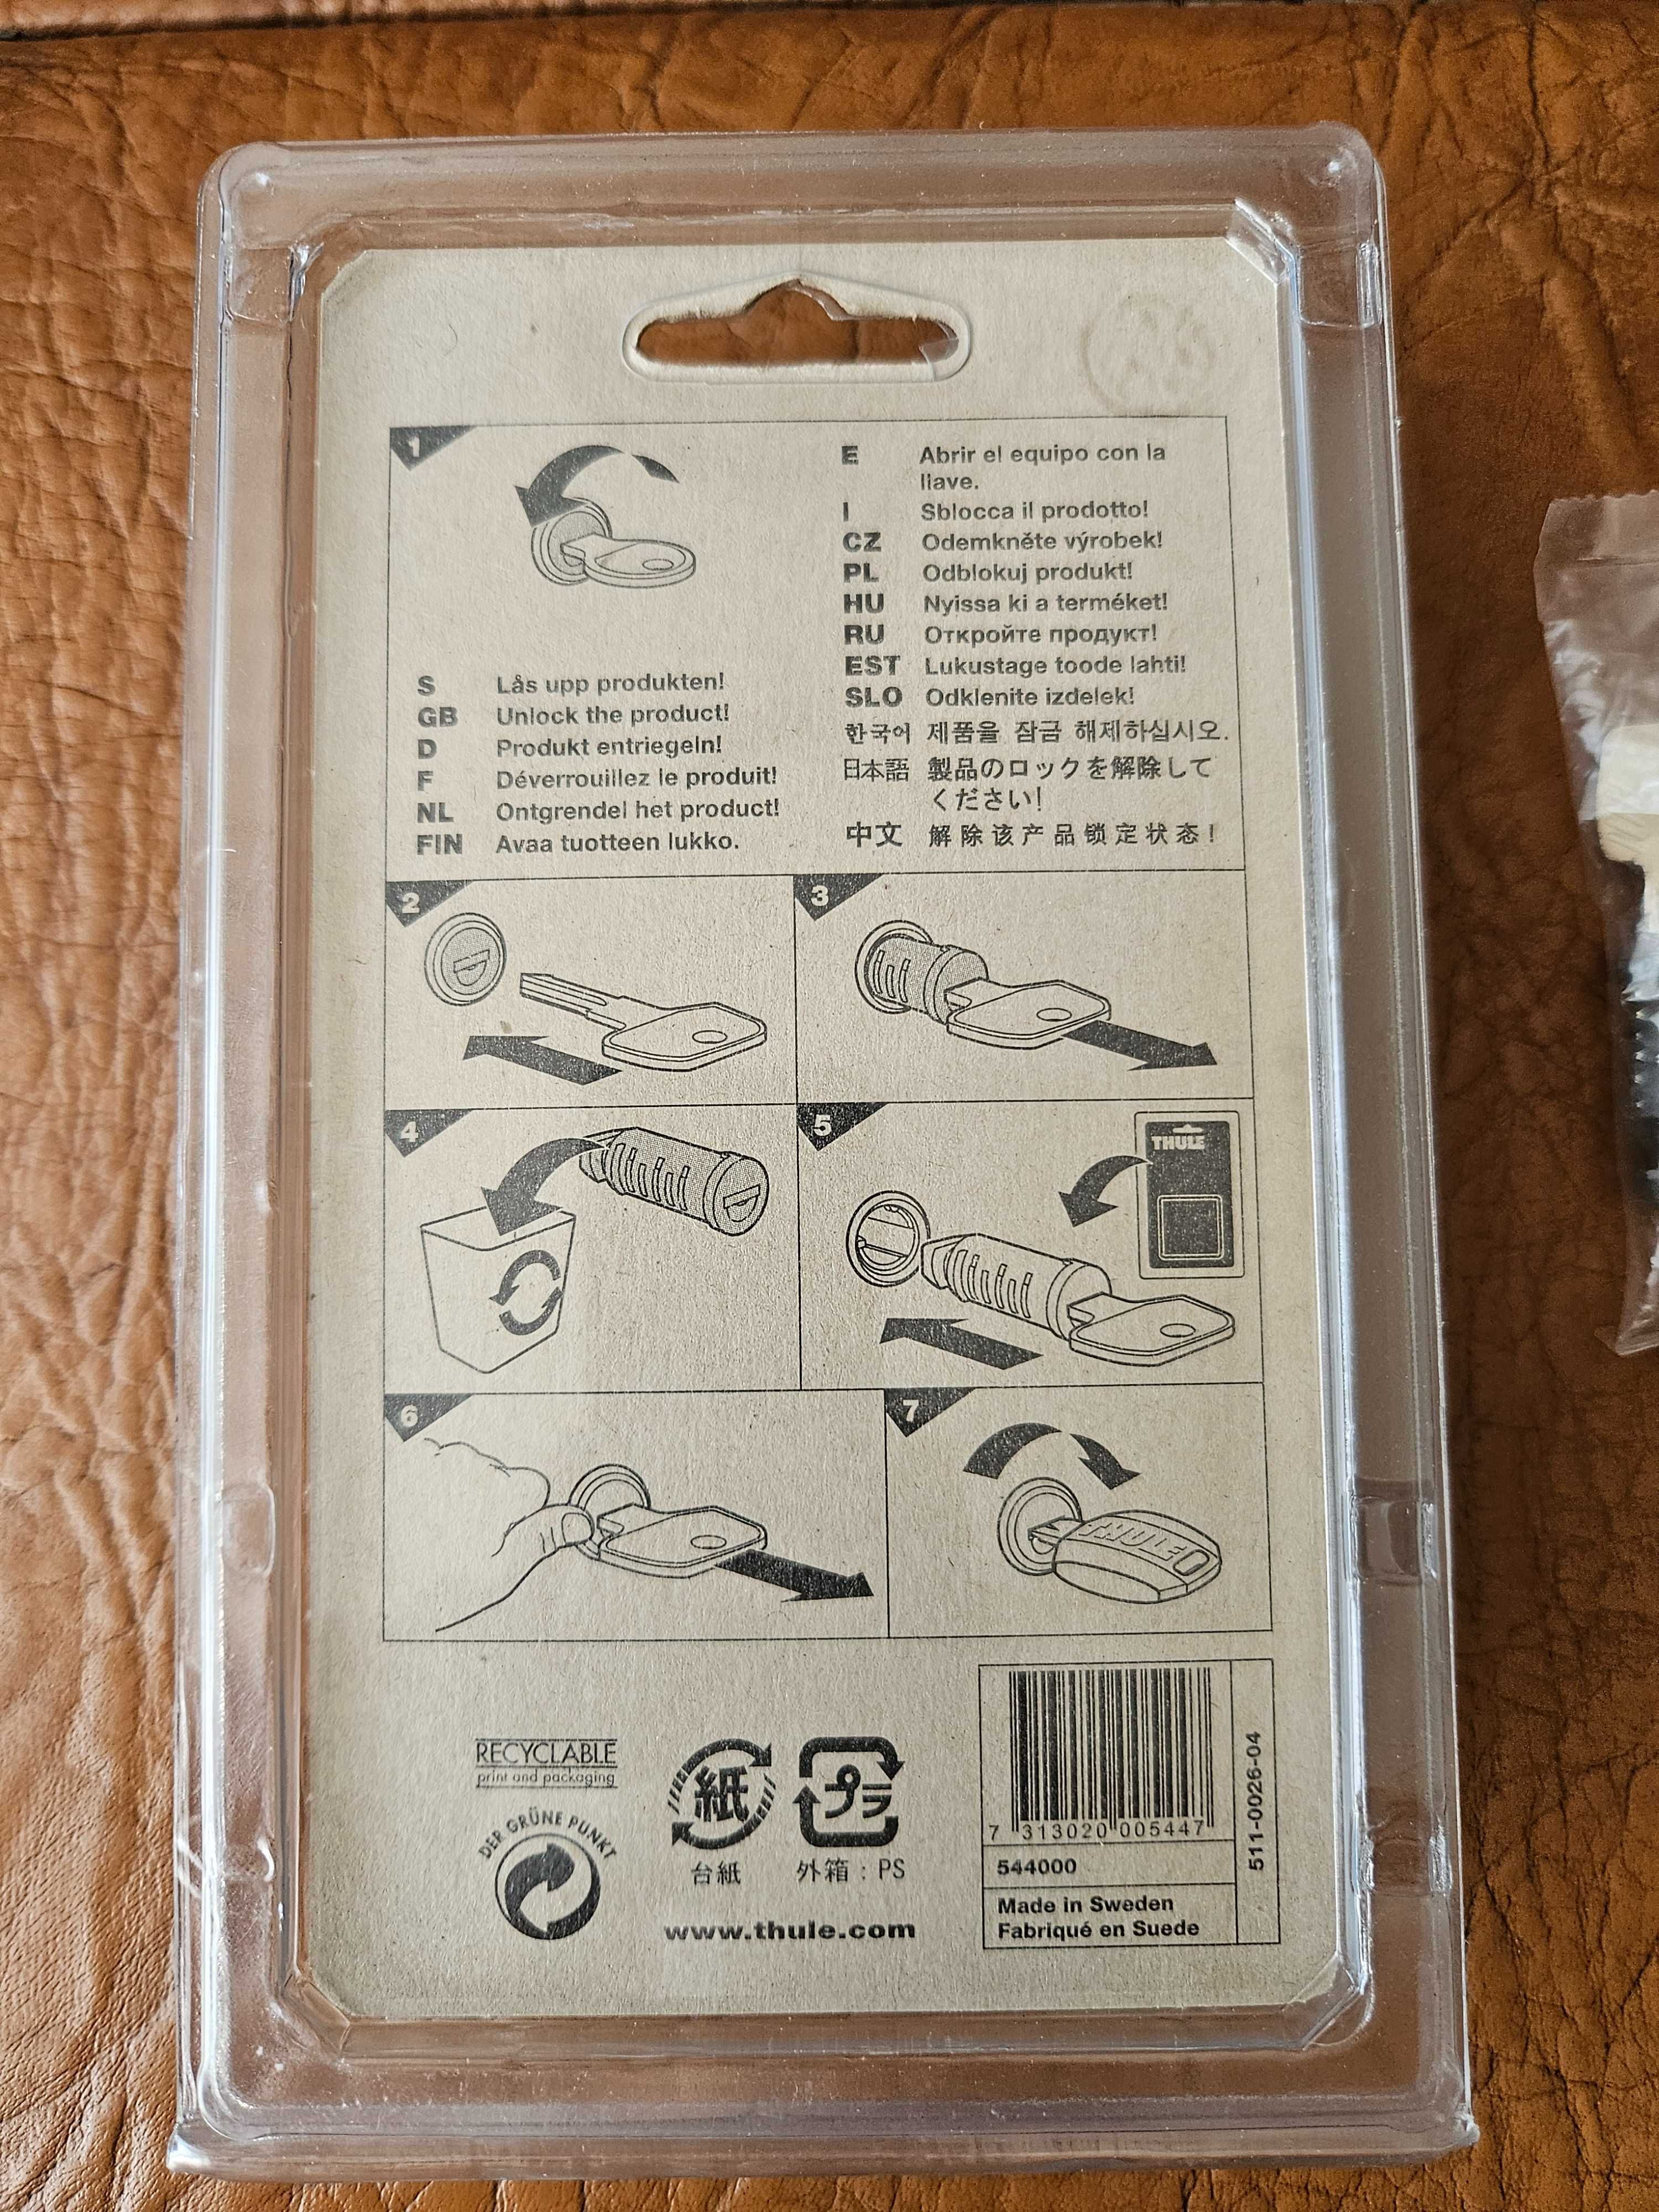 1
S Lås upp produkten!
GB Unlock the product!
D Produkt entriegeln!
F Déverrouillez le produit!
NL Ontgrendel het product!
FIN Avaa tuotteen lukko.
E Abrir el equipo con la
llave.
I Sblocca il prodotto!
CZ Odemkněte výrobek!
PL Odblokuj produkt!
HU Nyissa ki a terméket!
RU Откройте продукт!
EST Lukustage toode lahti!
SLO Odklenite izdelek!
한국어 제품을 잠금 해제하십시오.
日本語 製品のロックを解除して
ください!
中文 解除该产品锁定状态!
2
3
4
5
THULE
6
7
THULE
RECYCLABLE
print and packaging
DER GRÜNE PUNKT
紙
台紙
プラ
外箱:PS
www.thule.com
7 313020 005447
544000
Made in Sweden
Fabriqué en Suede
511-0026-04